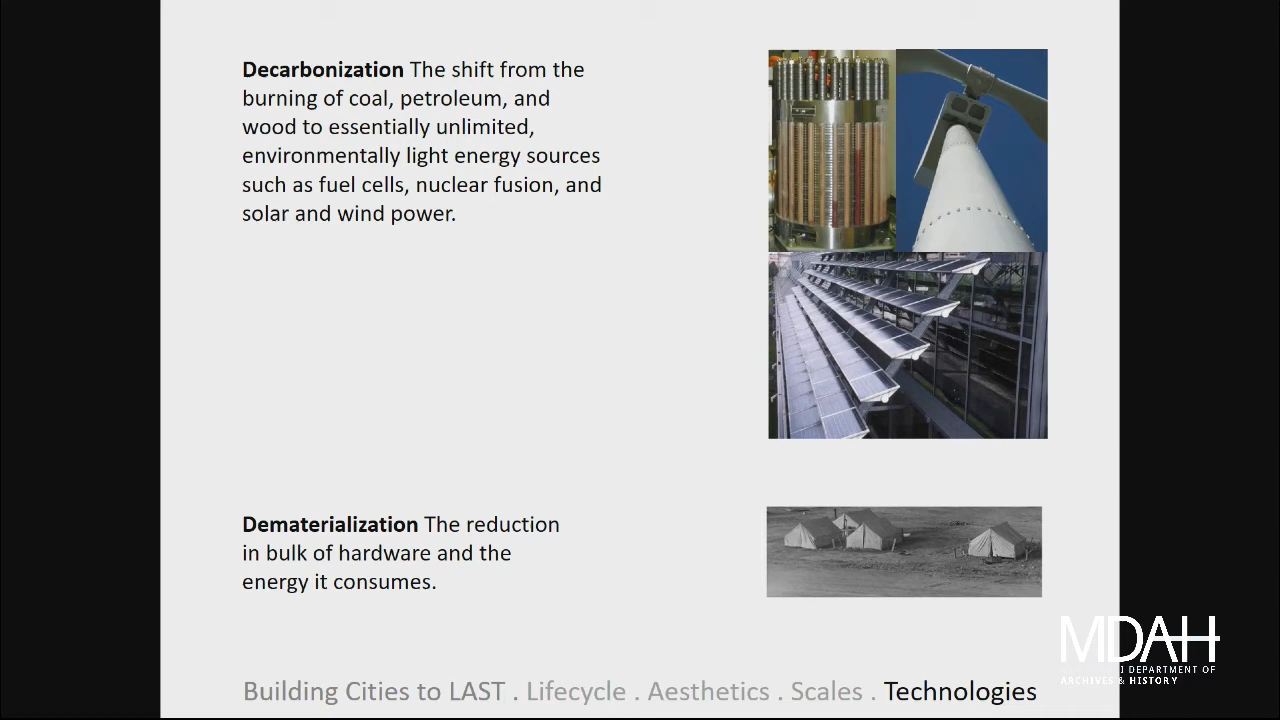 Decarbonization The shift from the
burning of coal, petroleum, and
wood to essentially unlimited,
environmentally light energy sources
such as fuel cells, nuclear fusion, and
solar and wind power.
Dematerialization The reduction
in bulk of hardware and the
energy it consumes.
MDAH
DEPARTMENT OF
ARCHIVES & HISTORY
Building Cities to LAST . Lifecycle . Aesthetics . Scales . Technologies